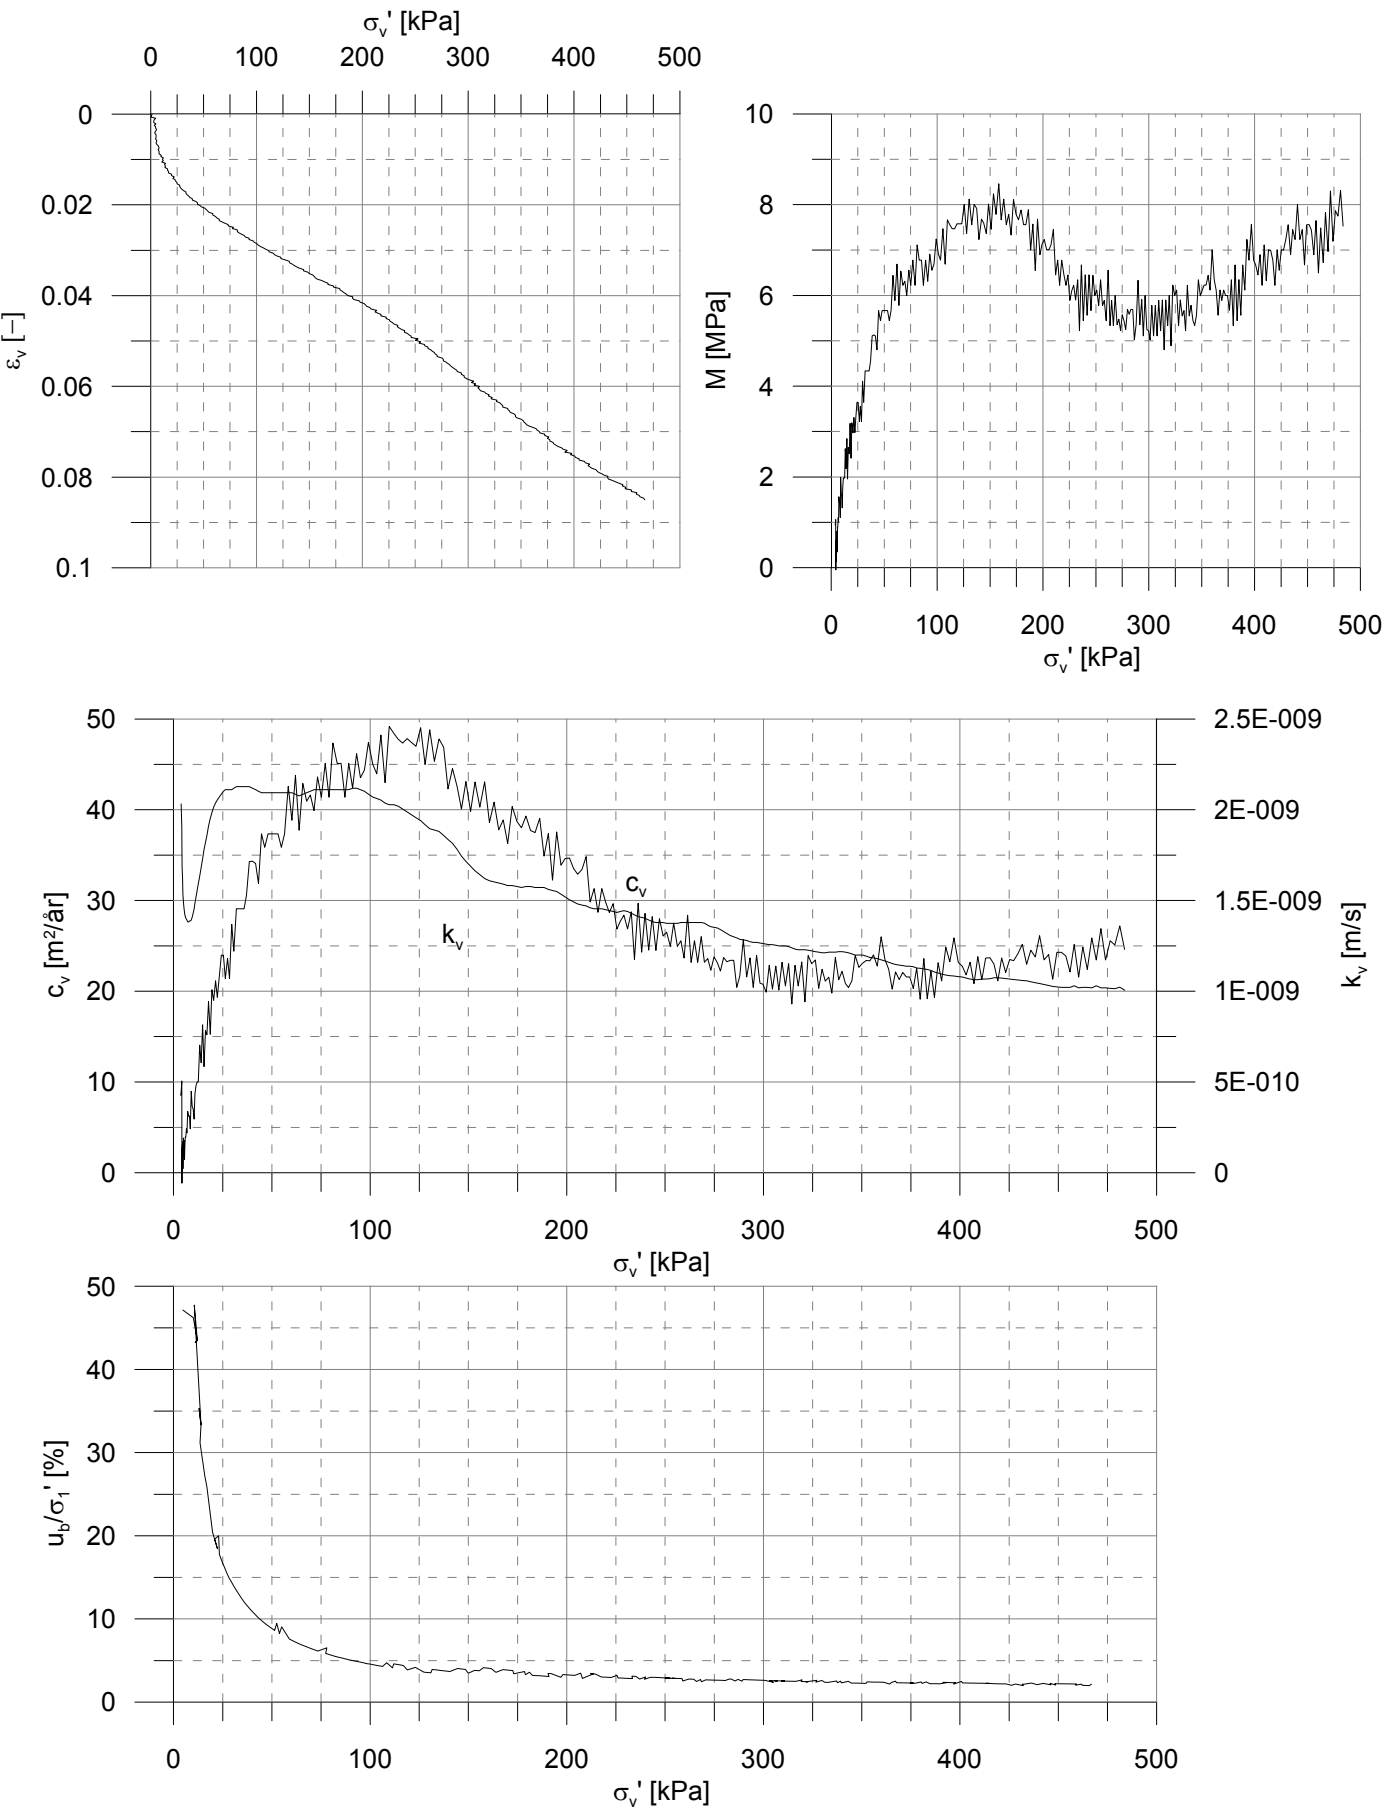 σv' [kPa]
0 100 200 300 400 500
0
0.02
0.04
0.06
0.08
0.1
εv [–]
10
8
6
4
2
0
M [MPa]
0 100 200 300 400 500
σv' [kPa]
50
40
30
20
10
0
cv [m²/år]
cv
kv
2.5E-009
2E-009
1.5E-009
1E-009
5E-010
0
kv [m/s]
0 100 200 300 400 500
σv' [kPa]
50
40
30
20
10
0
ub/σ1' [%]
0 100 200 300 400 500
σv' [kPa]